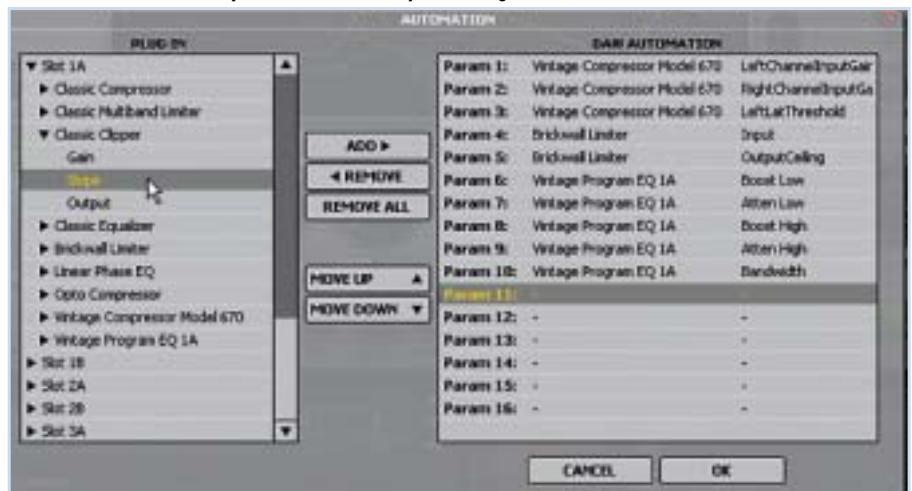 AUTOMATION
PLUG-IN
Slot 1A
Classic Compressor
Classic Multiband Limiter
Classic Clipper
Gain
Slope
Output
Classic Equalizer
Brickwall Limiter
Linear Phase EQ
Opto Compressor
Vintage Compressor Model 670
Vintage Program EQ 1A
Slot 1B
Slot 2A
Slot 2B
Slot 3A
ADD
REMOVE
REMOVE ALL
MOVE UP
MOVE DOWN
DAW AUTOMATION
Param 1: Vintage Compressor Model 670 LeftChannelInputGair
Param 2: Vintage Compressor Model 670 RightChannelInputGa
Param 3: Vintage Compressor Model 670 LeftLatThreshold
Param 4: Brickwall Limiter Input
Param 5: Brickwall Limiter OutputCeiling
Param 6: Vintage Program EQ 1A Boost Low
Param 7: Vintage Program EQ 1A Atten Low
Param 8: Vintage Program EQ 1A Boost High
Param 9: Vintage Program EQ 1A Atten High
Param 10: Vintage Program EQ 1A Bandwidth
Param 11: - -
Param 12: - -
Param 13: - -
Param 14: - -
Param 15: - -
Param 16: - -
CANCEL
OK